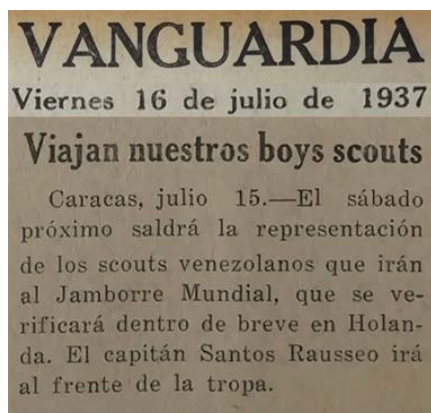 VANGUARDIA
Viernes 16 de julio de 1937
Viajan nuestros boys scouts
Caracas, julio 15.—El sábado
próximo saldrá la representación
de los scouts venezolanos que irán
al Jamborre Mundial, que se ve-
rificará dentro de breve en Holan-
da. El capitán Santos Rausseo irá
al frente de la tropa.